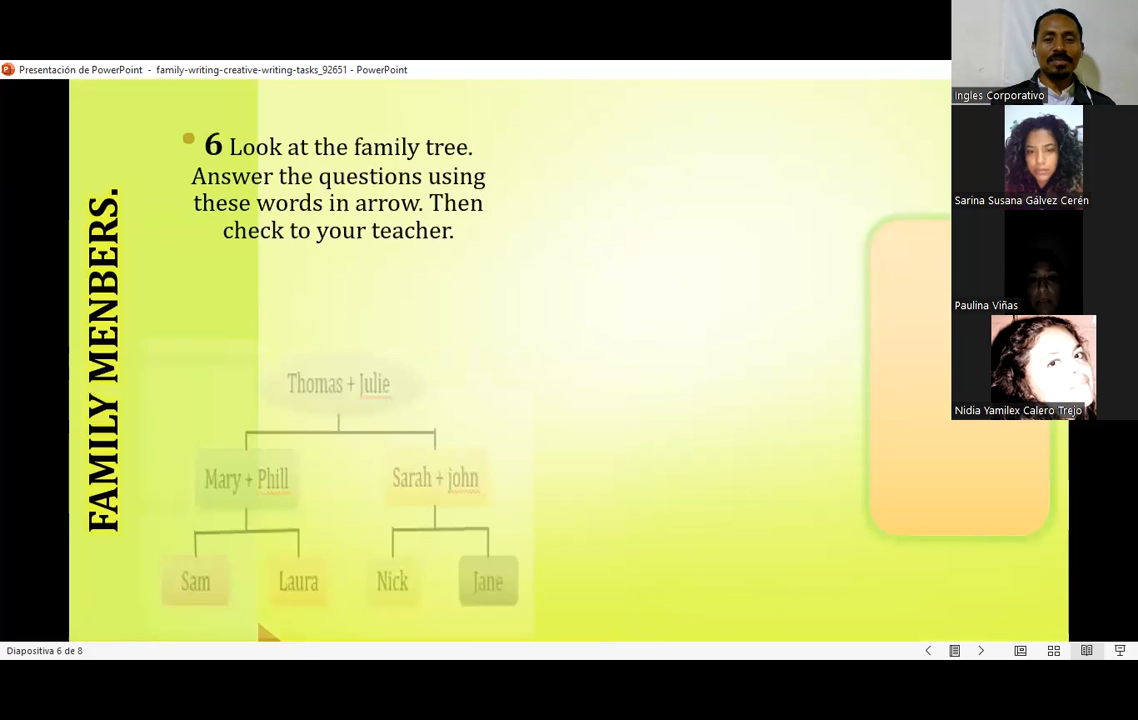 Presentación de PowerPoint - family-writing-creative-writing-tasks_92651 - PowerPoint
Ingles Corporativo
Sarina Susana Gálvez Cerén
Paulina Viñas
Nidia Yamilex Calero Trejo
FAMILY MENBERS.
6 Look at the family tree.
Answer the questions using
these words in arrow. Then
check to your teacher.
Thomas + Julie
Mary + Phill
Sarah + john
Sam
Laura
Nick
Jane
Diapositiva 6 de 8